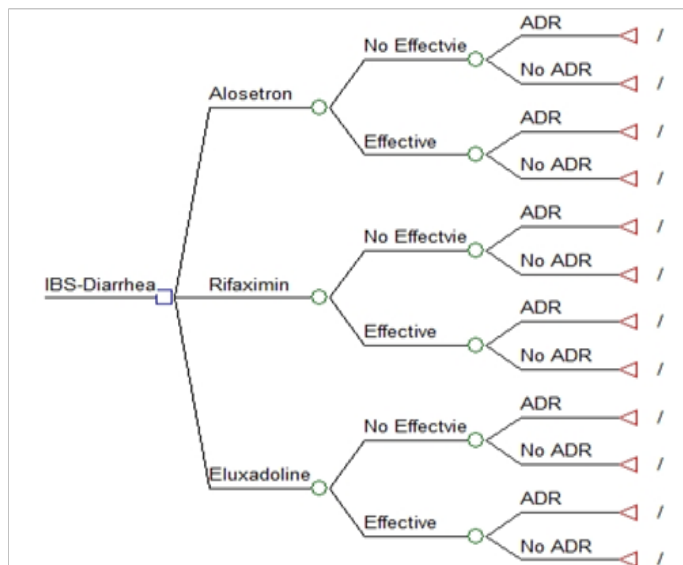 ADR
No Effectvie
/
No ADR
/
Alosetron
ADR
/
Effective
No ADR
/
ADR
No Effectvie
/
No ADR
/
IBS-Diarrhea
Rifaximin
ADR
/
Effective
No ADR
/
ADR
No Effectvie
/
No ADR
/
Eluxadoline
ADR
/
Effective
No ADR
/